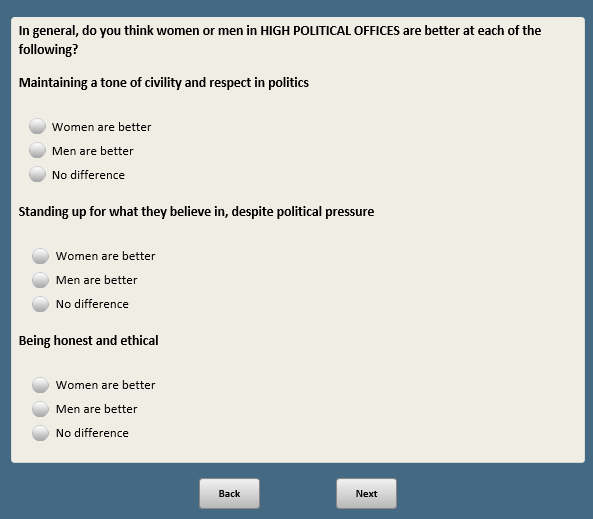 In general, do you think women or men in HIGH POLITICAL OFFICES are better at each of the
following?
Maintaining a tone of civility and respect in politics
Women are better
Men are better
No difference
Standing up for what they believe in, despite political pressure
Women are better
Men are better
No difference
Being honest and ethical
Women are better
Men are better
No difference
Back
Next